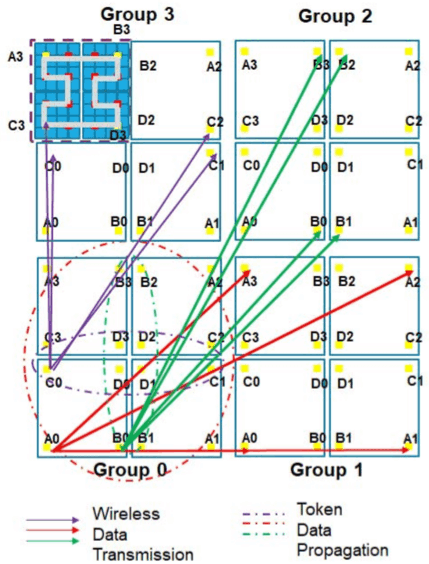 Group 3 Group 2
B3
A3 B2 A2 A3 B3 B2 A2
C3 D3 D2 C2 C3 D3 D2 C2
C0 D0 D1 C1 C0 D0 D1 C1
A0 B0 B1 A1 A0 B0 B1 A1
A3 B3 B2 A2 A3 B3 B2 A2
C3 D3 D2 C2 C3 D3 D2 C2
C0 D0 D1 C1 C0 D0 D1 C1
A0 B0 B1 A1 A0 B0 B1 A1
Group 0 Group 1
Wireless Token
Data Data
Transmission Propagation